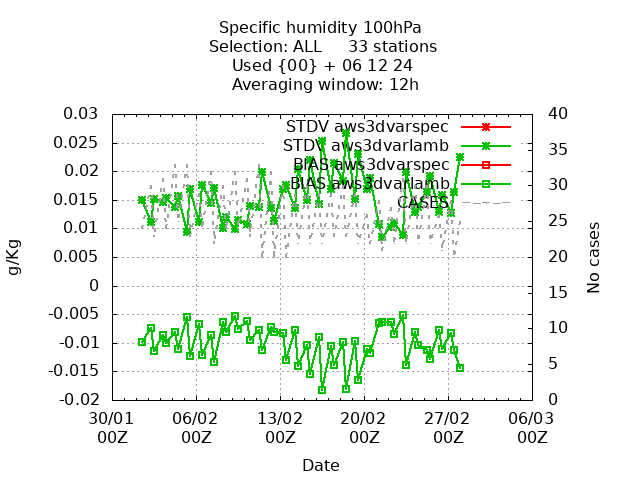 Specific humidity 100hPa
Selection: ALL 33 stations
Used {00} + 06 12 24
Averaging window: 12h
STDV aws3dvarspec
STDV aws3dvarlamb
BIAS aws3dvarspec
BIAS aws3dvarlamb
CASES
g/Kg
0.03
0.025
0.02
0.015
0.01
0.005
0
-0.005
-0.01
-0.015
-0.02
No cases
40
35
30
25
20
15
10
5
0
30/01 06/02 13/02 20/02 27/02 06/03
00Z 00Z 00Z 00Z 00Z 00Z
Date